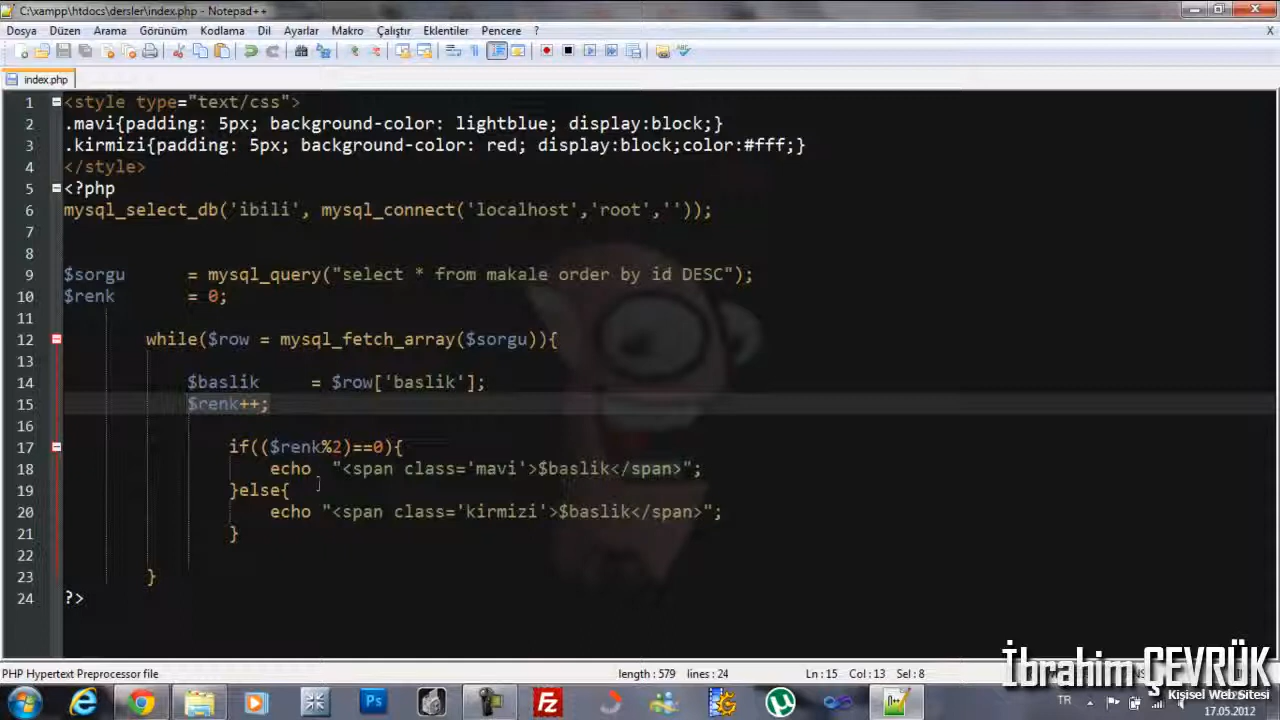 C:\xampp\htdocs\dersler\index.php - Notepad++
Dosya Düzen Arama Görünüm Kodlama Dil Ayarlar Makro Çalıştır Eklentiler Pencere ? X
index.php
1 <style type="text/css">
2 .mavi{padding: 5px; background-color: lightblue; display:block;}
3 .kirmizi{padding: 5px; background-color: red; display:block;color:#fff;}
4 </style>
5 <?php
6 mysql_select_db('ibili', mysql_connect('localhost','root',''));
7
8
9 $sorgu = mysql_query("select * from makale order by id DESC");
10 $renk = 0;
11
12 while($row = mysql_fetch_array($sorgu)){
13
14 $baslik = $row['baslik'];
15 $renk++;
16
17 if(($renk%2)==0){
18 echo "<span class='mavi'>$baslik</span>";
19 }else{
20 echo "<span class='kirmizi'>$baslik</span>";
21 }
22
23 }
24 ?>
PHP Hypertext Preprocessor file length : 579 lines : 24 Ln : 15 Col : 13 Sel : 8
İbrahim ÇEVRÜK
Kişisel Web Sitesi
TR
17.05.2012